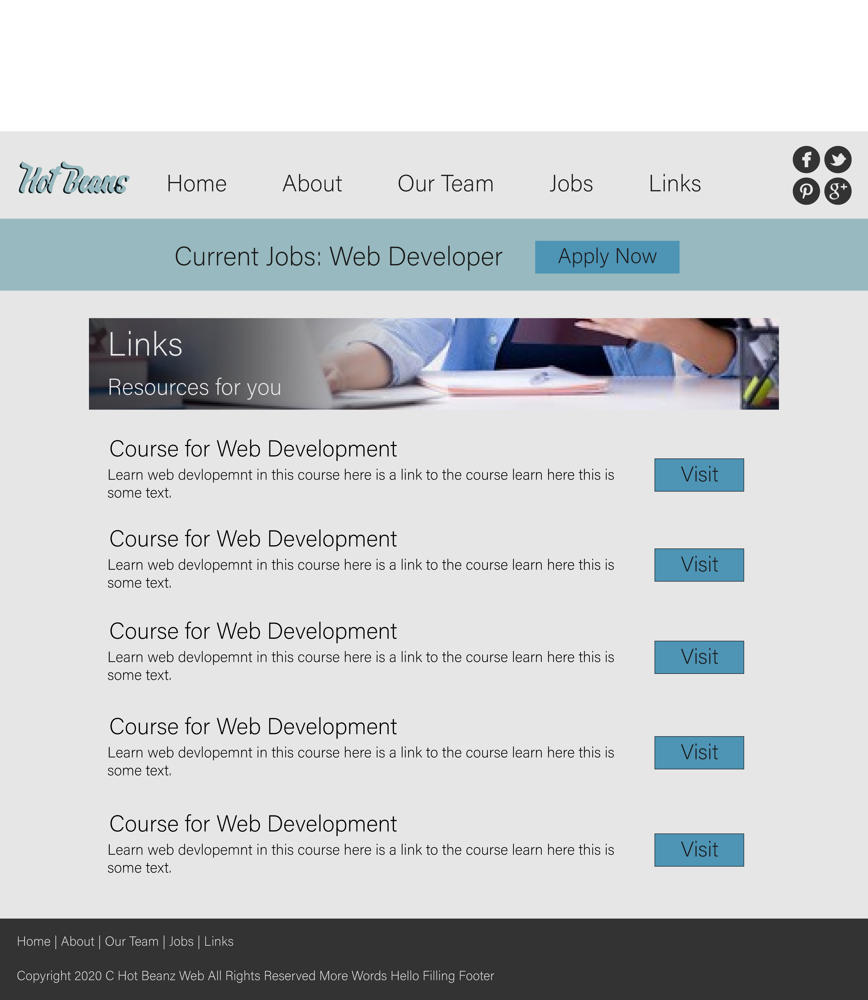 Hot Beans
Home About Our Team Jobs Links
Current Jobs: Web Developer Apply Now
Links
Resources for you
Course for Web Development
Learn web devlopemnt in this course here is a link to the course learn here this is
some text.
Visit
Course for Web Development
Learn web devlopemnt in this course here is a link to the course learn here this is
some text.
Visit
Course for Web Development
Learn web devlopemnt in this course here is a link to the course learn here this is
some text.
Visit
Course for Web Development
Learn web devlopemnt in this course here is a link to the course learn here this is
some text.
Visit
Course for Web Development
Learn web devlopemnt in this course here is a link to the course learn here this is
some text.
Visit
Home | About | Our Team | Jobs | Links
Copyright 2020 C Hot Beanz Web All Rights Reserved More Words Hello Filling Footer